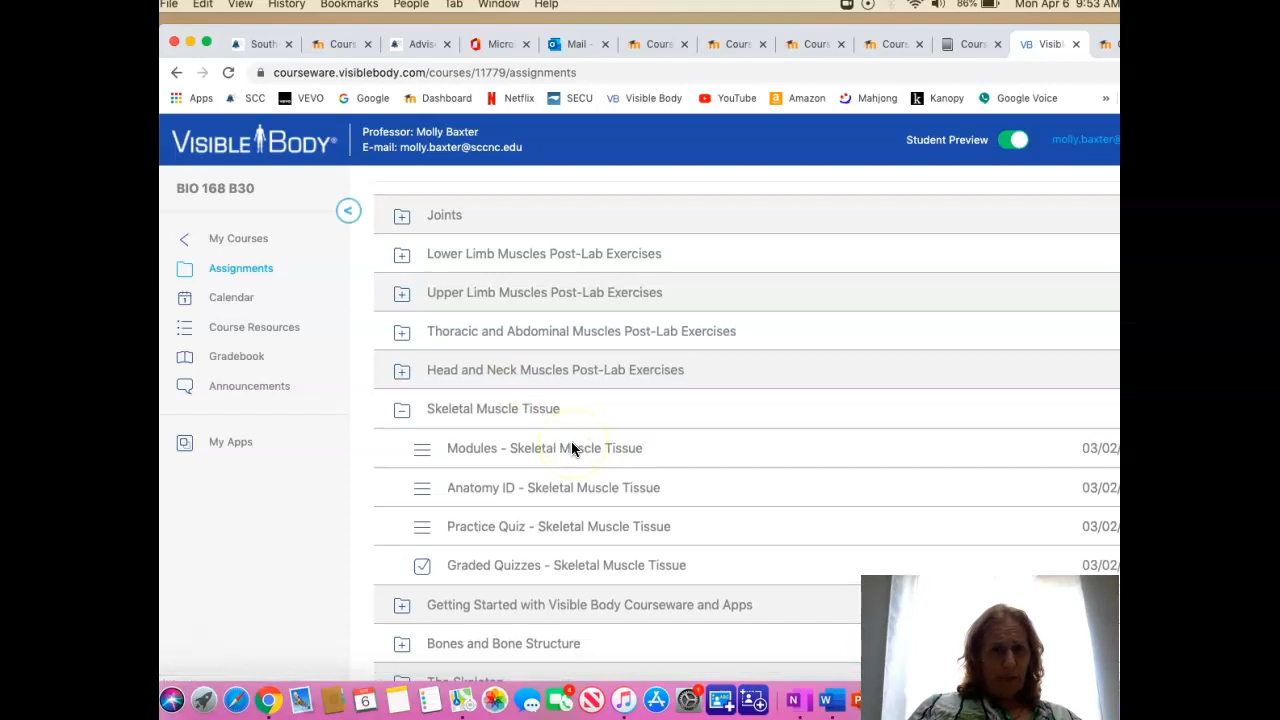 File Edit View History Bookmarks People Tab Window Help 86% Mon Apr 6 9:53 AM
South Cours Advis Micro Mail - Cours Cours Cours Cours Cours Visibl
courseware.visiblebody.com/courses/11779/assignments
Apps SCC VEVO Google Dashboard Netflix SECU VB Visible Body YouTube Amazon Mahjong Kanopy Google Voice »
VISIBLE BODY®
Professor: Molly Baxter
E-mail: molly.baxter@sccnc.edu
Student Preview
molly.baxter@
BIO 168 B30
My Courses
Assignments
Calendar
Course Resources
Gradebook
Announcements
My Apps
Joints
Lower Limb Muscles Post-Lab Exercises
Upper Limb Muscles Post-Lab Exercises
Thoracic and Abdominal Muscles Post-Lab Exercises
Head and Neck Muscles Post-Lab Exercises
Skeletal Muscle Tissue
Modules - Skeletal Muscle Tissue 03/02/
Anatomy ID - Skeletal Muscle Tissue 03/02/
Practice Quiz - Skeletal Muscle Tissue 03/02/
Graded Quizzes - Skeletal Muscle Tissue 03/02/
Getting Started with Visible Body Courseware and Apps
Bones and Bone Structure
The Skeleton